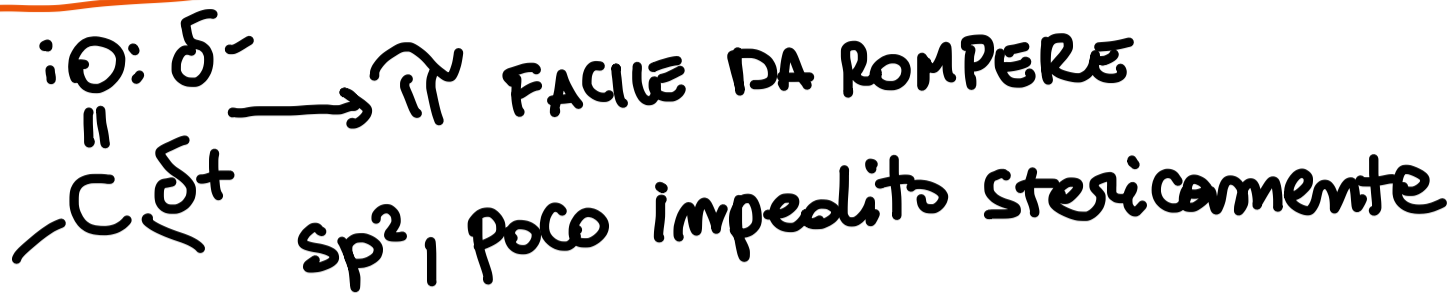 :O: δ-
→ π FACILE DA ROMPERE
||
C δ+
sp², poco impedito stericamente